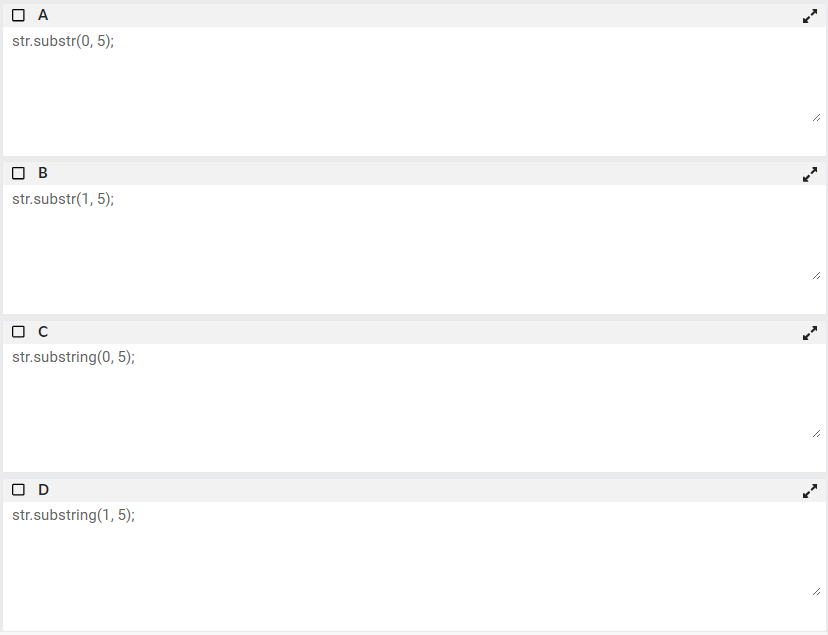 A
str.substr(0, 5);
B
str.substr(1, 5);
C
str.substring(0, 5);
D
str.substring(1, 5);